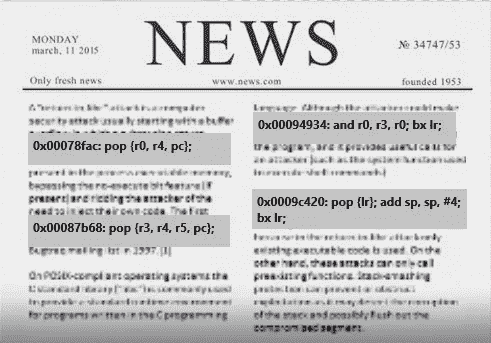 MONDAY
march, 11 2015
NEWS
№ 34747/53
Only fresh news
www.news.com
founded 1953
A "return-to-libc" attack is a computer
security attack usually starting with a buffer
0x00078fac: pop {r0, r4, pc};
present in the process executable memory,
bypassing the no-execute bit feature (if
present) and ridding the attacker of the
need to inject their own code. The first
0x00087b68: pop {r3, r4, r5, pc};
Bugtraq mailing list in 1997. [1]
On POSIX-compliant operating systems the
C standard library ("libc") is commonly used
to provide a standard runtime environment
for programs written in the C programming
language. Although the attacker could make
0x00094934: and r0, r3, r0; bx lr;
the program, and it provides useful calls for
an attacker (such as the system function used
to execute shell commands.)
0x0009c420: pop {lr}; add sp, sp, #4;
bx lr;
because in the return-to-libc attack only
existing executable code is used. On the
other hand, these attacks can only call
preexisting functions. Stack-smashing
protection can prevent or obstruct
exploitation as it may detect the corruption
of the stack and possibly flush out the
compromised segment.